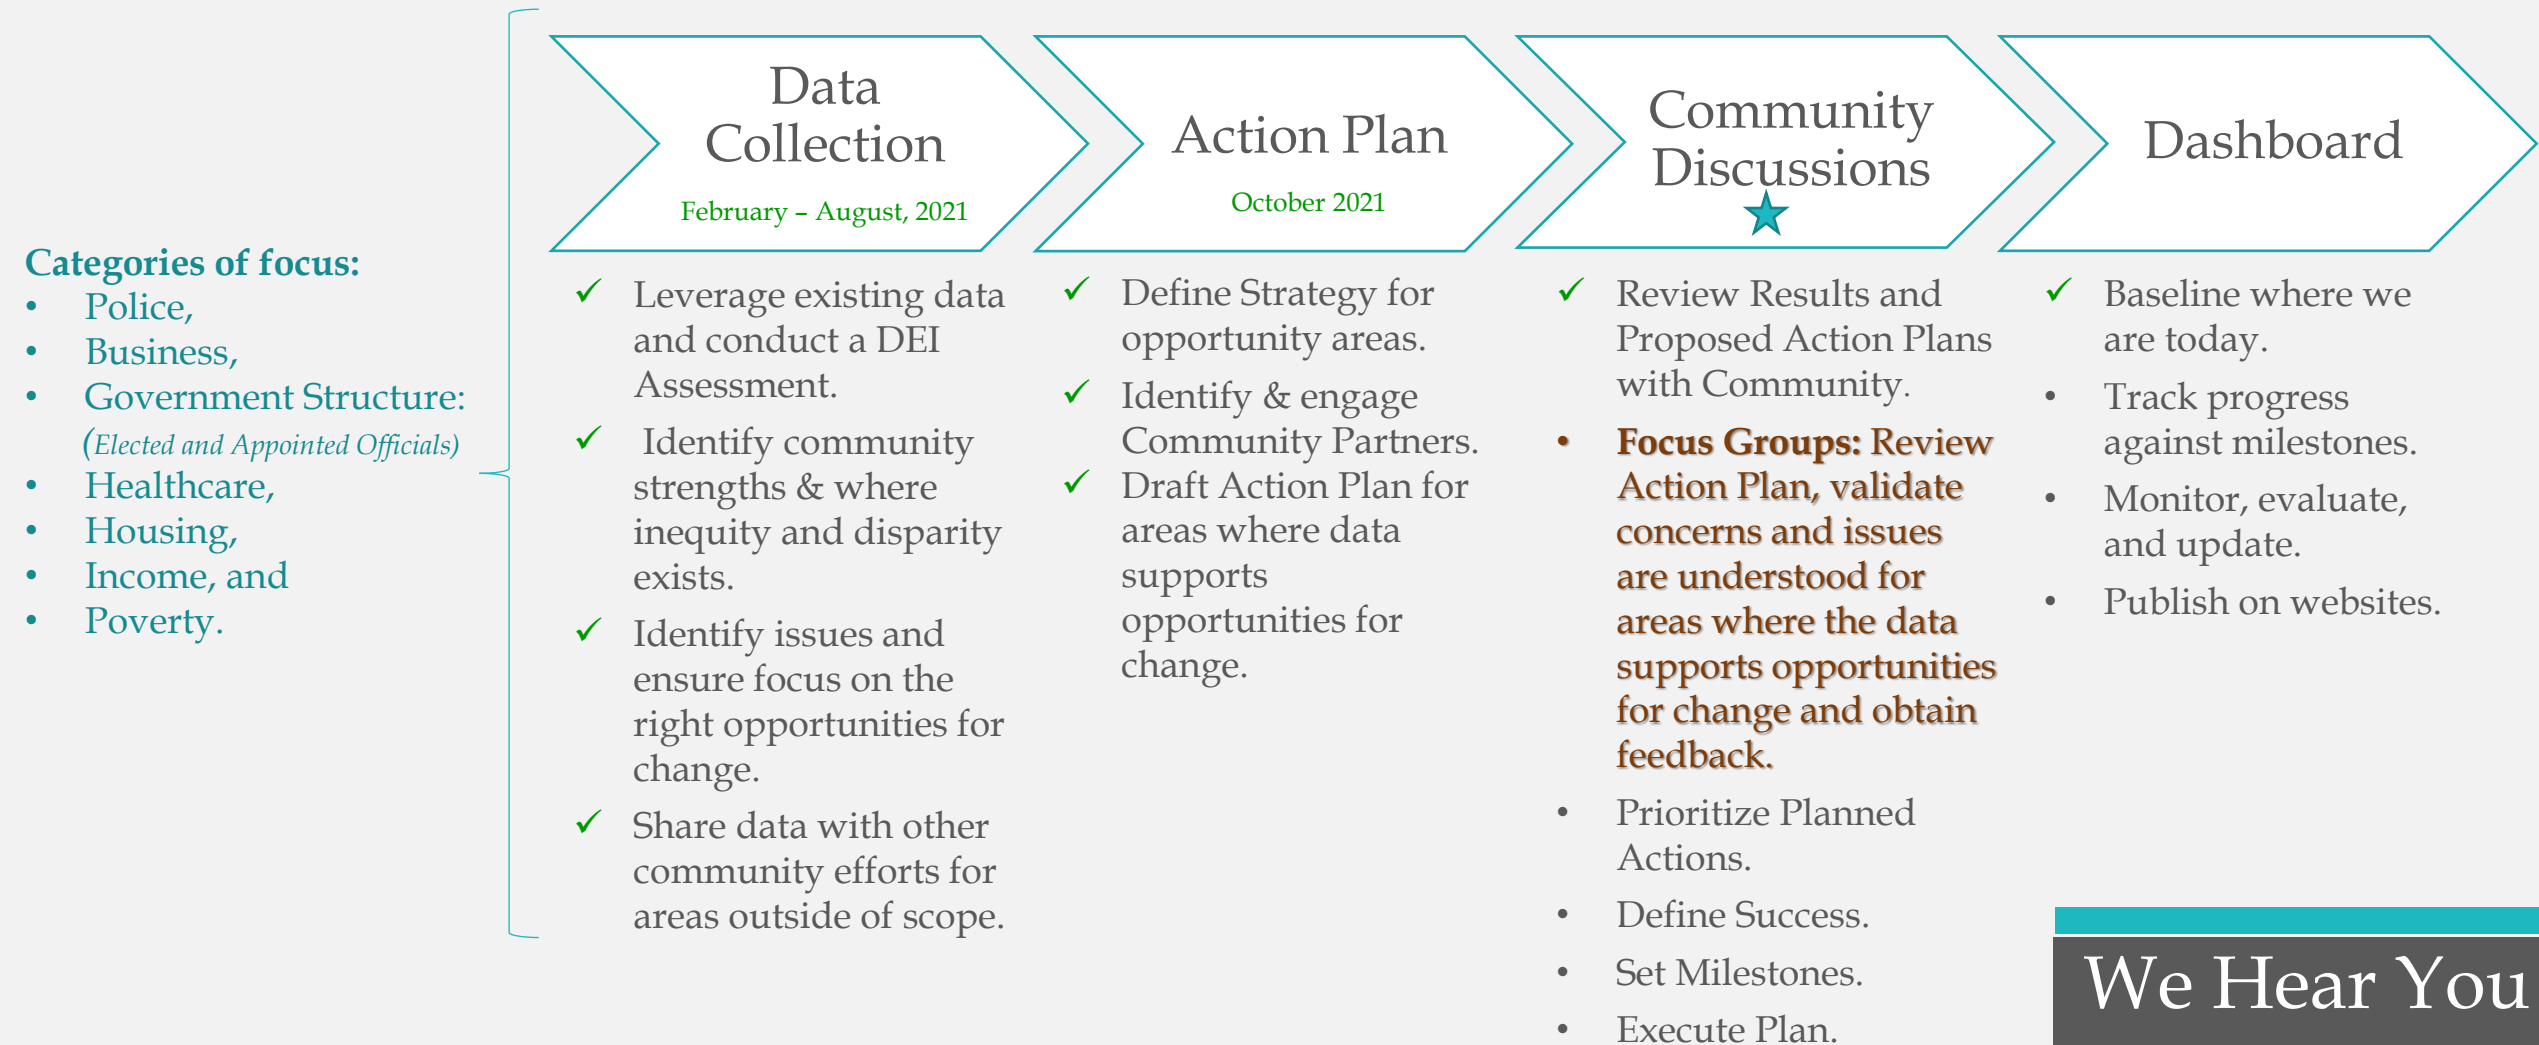 Categories of focus:
• Police,
• Business,
• Government Structure:
(Elected and Appointed Officials)
• Healthcare,
• Housing,
• Income, and
• Poverty.
Data
Collection
February – August, 2021
✓ Leverage existing data
and conduct a DEI
Assessment.
✓ Identify community
strengths & where
inequity and disparity
exists.
✓ Identify issues and
ensure focus on the
right opportunities for
change.
✓ Share data with other
community efforts for
areas outside of scope.
Action Plan
October 2021
✓ Define Strategy for
opportunity areas.
✓ Identify & engage
Community Partners.
✓ Draft Action Plan for
areas where data
supports
opportunities for
change.
Community
Discussions
✓ Review Results and
Proposed Action Plans
with Community.
• Focus Groups: Review
Action Plan, validate
concerns and issues
are understood for
areas where the data
supports opportunities
for change and obtain
feedback.
• Prioritize Planned
Actions.
• Define Success.
• Set Milestones.
• Execute Plan.
Dashboard
✓ Baseline where we
are today.
• Track progress
against milestones.
• Monitor, evaluate,
and update.
• Publish on websites.
We Hear You